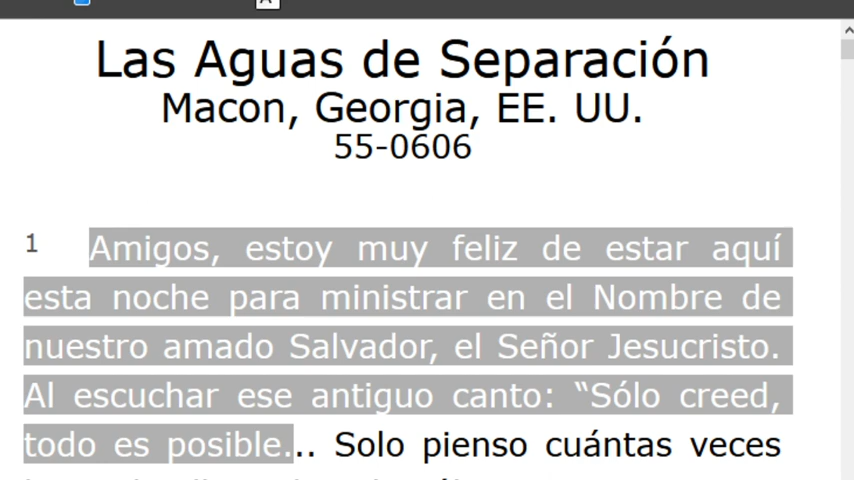 Las Aguas de Separación
Macon, Georgia, EE. UU.
55-0606
1 Amigos, estoy muy feliz de estar aquí
esta noche para ministrar en el Nombre de
nuestro amado Salvador, el Señor Jesucristo.
Al escuchar ese antiguo canto: “Sólo creed,
todo es posible... Solo pienso cuántas veces